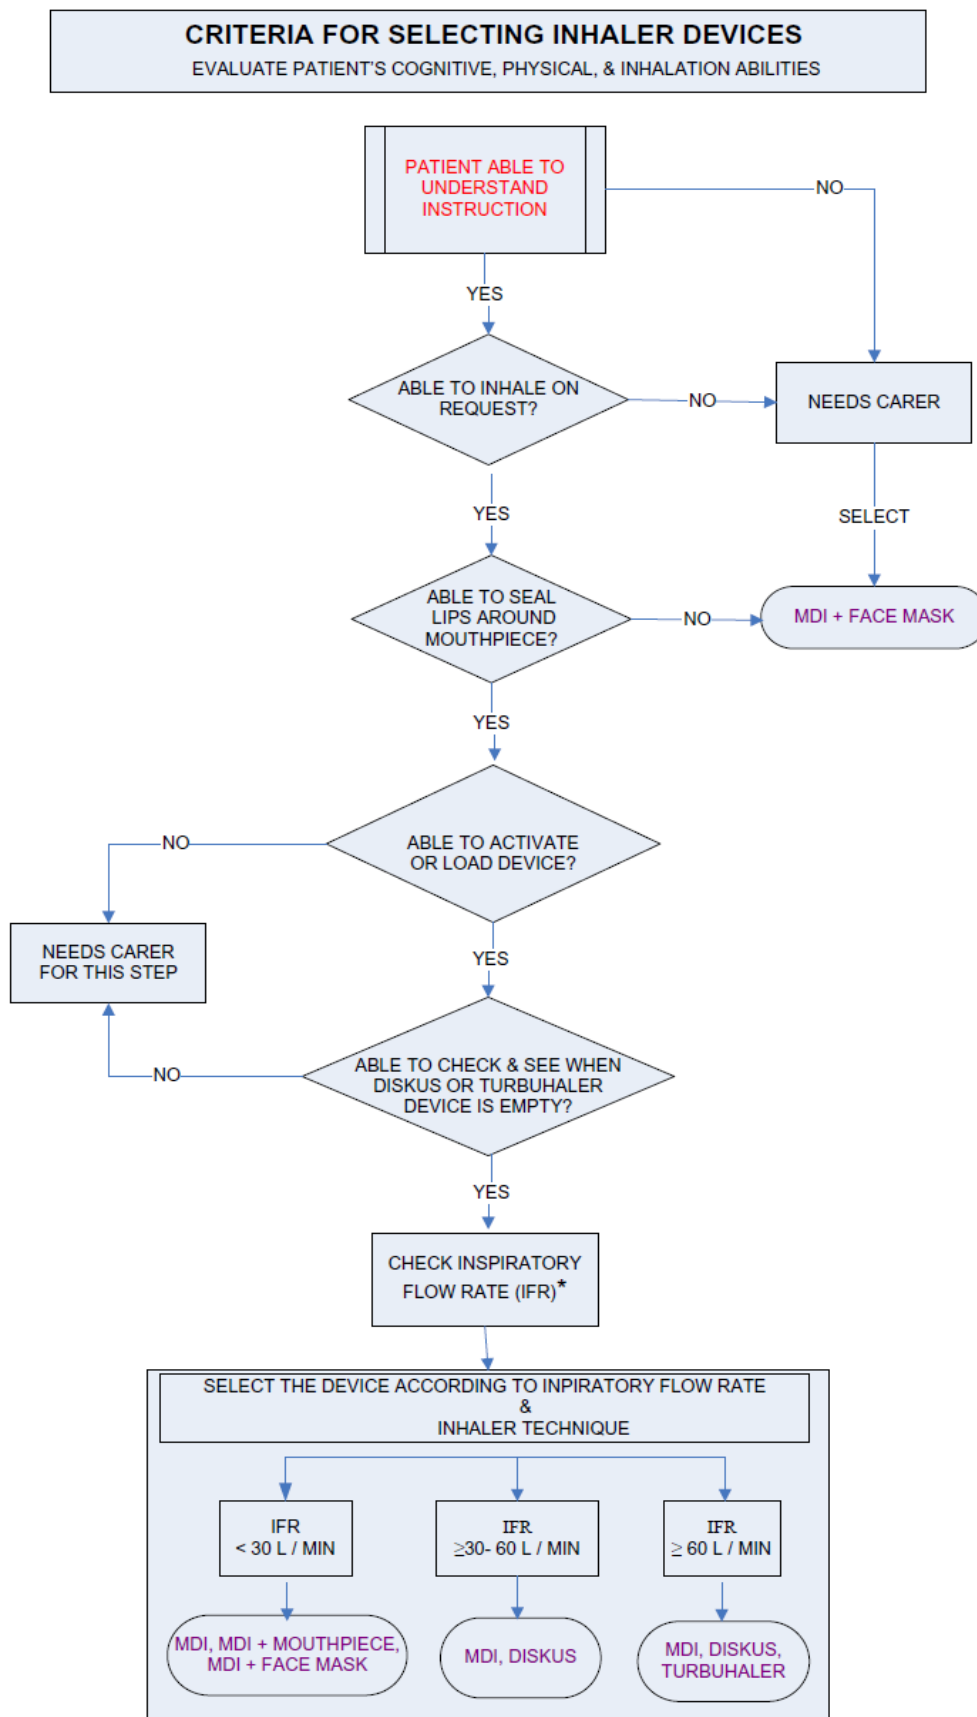 CRITERIA FOR SELECTING INHALER DEVICES
EVALUATE PATIENT'S COGNITIVE, PHYSICAL, & INHALATION ABILITIES
PATIENT ABLE TO
UNDERSTAND
INSTRUCTION
NO
YES
ABLE TO INHALE ON
REQUEST?
NO
NEEDS CARER
YES
SELECT
ABLE TO SEAL
LIPS AROUND
MOUTHPIECE?
NO
MDI + FACE MASK
YES
ABLE TO ACTIVATE
OR LOAD DEVICE?
NO
NEEDS CARER
FOR THIS STEP
YES
ABLE TO CHECK & SEE WHEN
DISKUS OR TURBUHALER
DEVICE IS EMPTY?
NO
YES
CHECK INSPIRATORY
FLOW RATE (IFR)*
SELECT THE DEVICE ACCORDING TO INPIRATORY FLOW RATE
&
INHALER TECHNIQUE
IFR
< 30 L / MIN
IFR
≥30- 60 L / MIN
IFR
≥ 60 L / MIN
MDI, MDI + MOUTHPIECE,
MDI + FACE MASK
MDI, DISKUS
MDI, DISKUS,
TURBUHALER